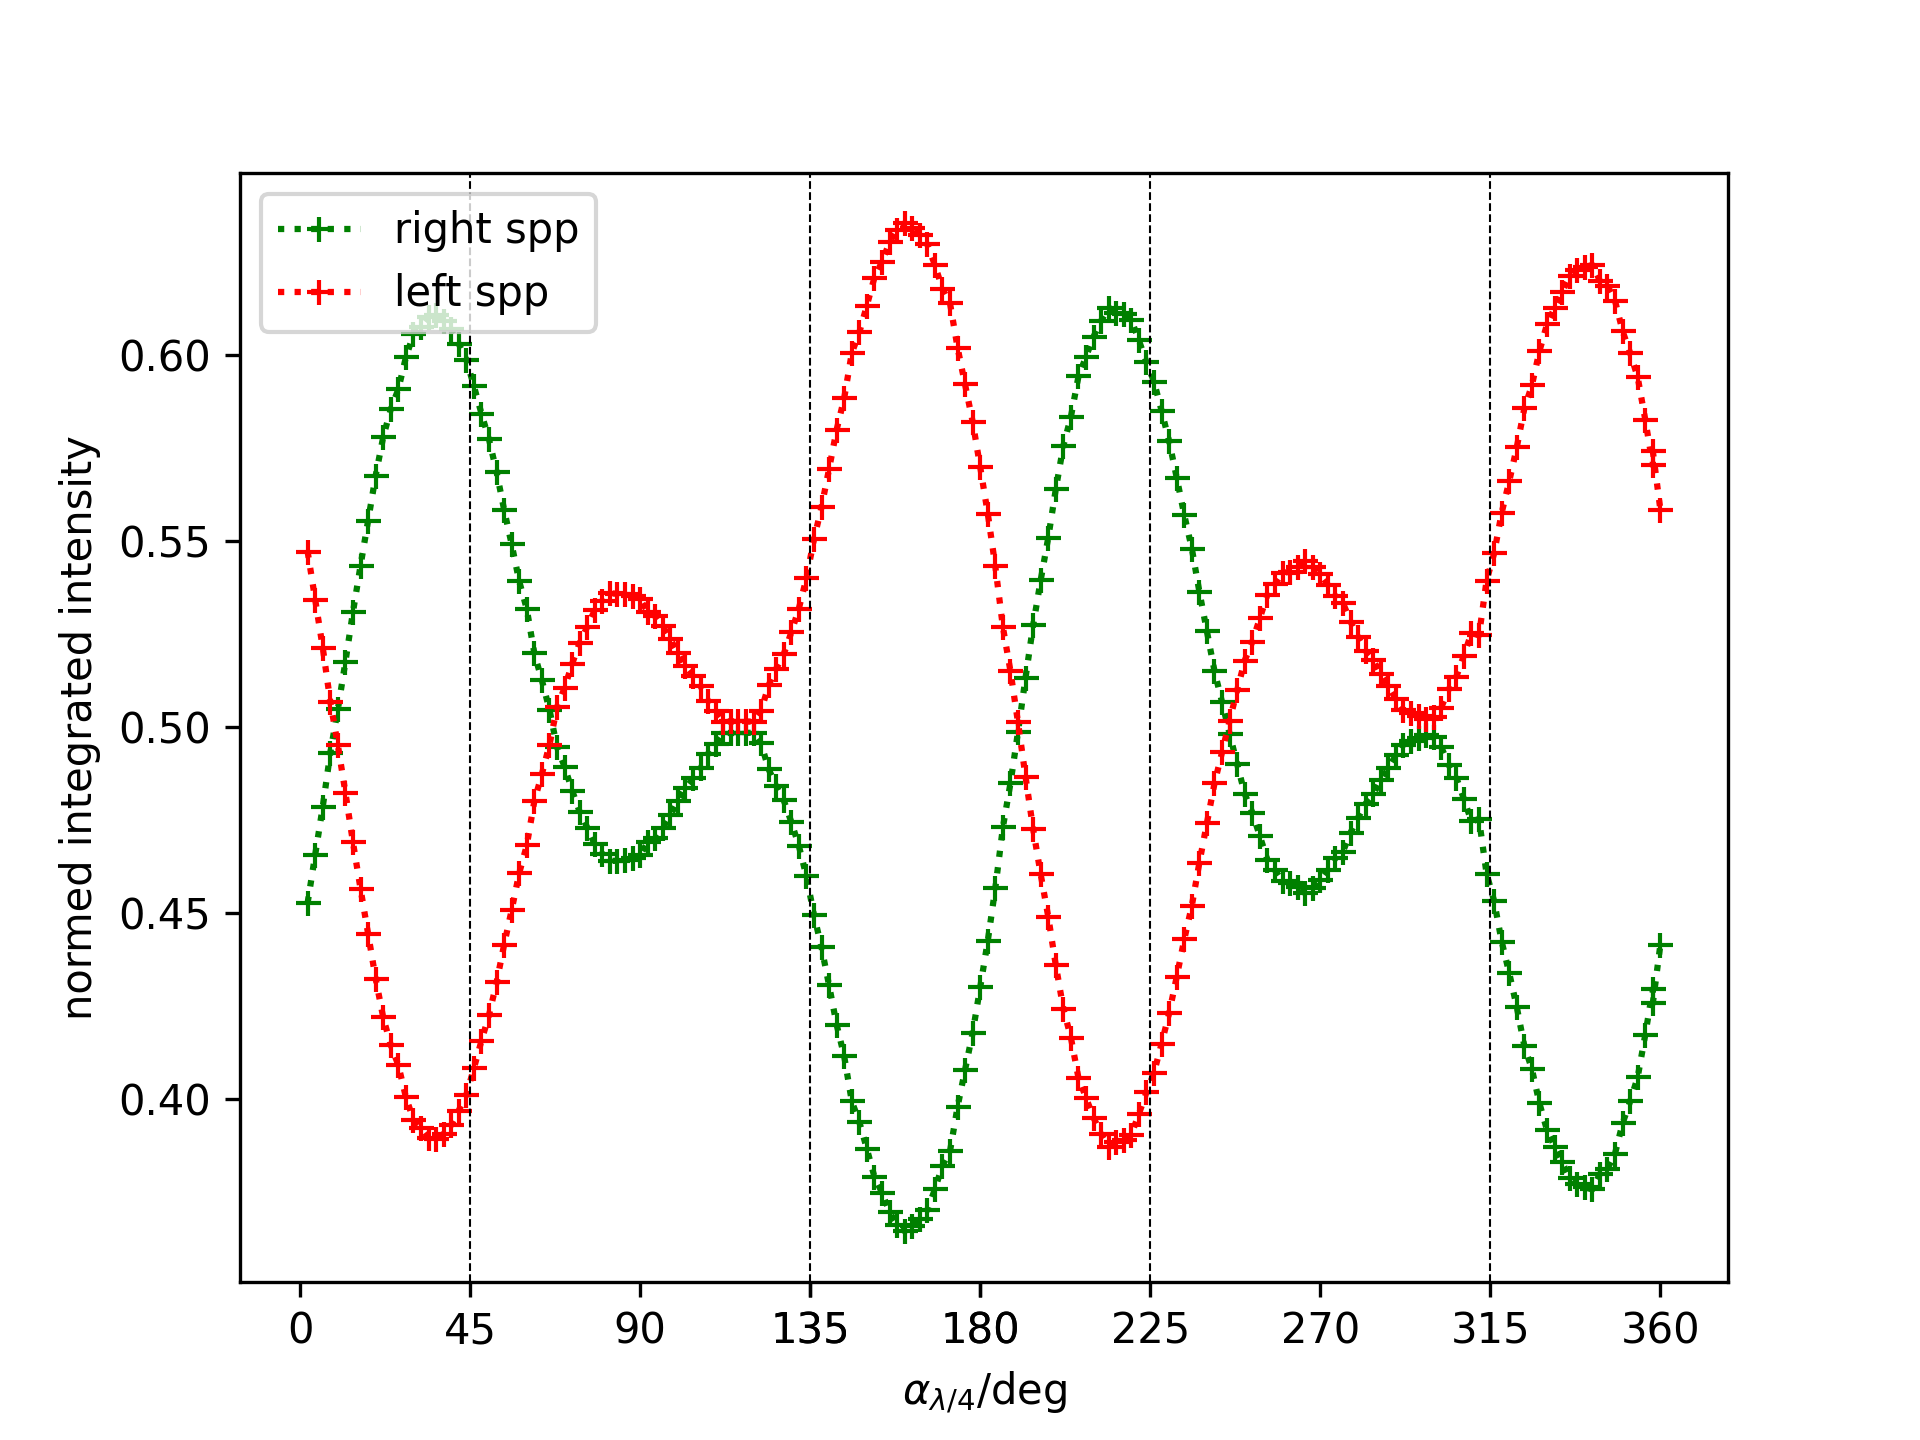 right spp
left spp
0.60
0.55
0.50
0.45
0.40
normed integrated intensity
0 45 90 135 180 225 270 315 360
α_{λ/4}/deg